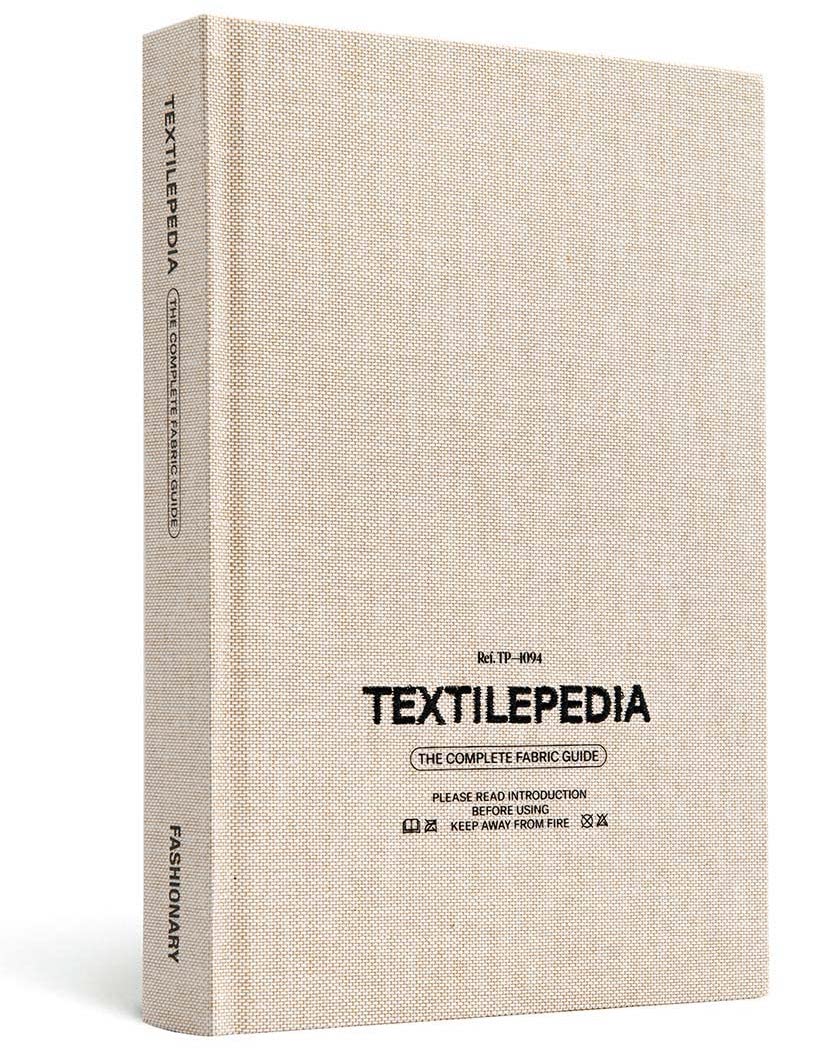 TEXTILEPEDIA
THE COMPLETE FABRIC GUIDE
FASHIONARY
Ref. TP-1094
TEXTILEPEDIA
THE COMPLETE FABRIC GUIDE
PLEASE READ INTRODUCTION
BEFORE USING
KEEP AWAY FROM FIRE